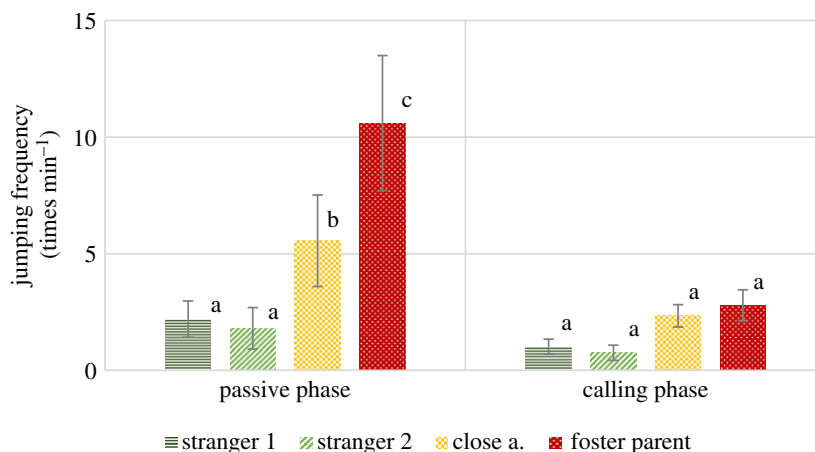 15
10
5
0
jumping frequency
(times min⁻¹)
a
a
b
c
a
a
a
a
passive phase
calling phase
stranger 1
stranger 2
close a.
foster parent